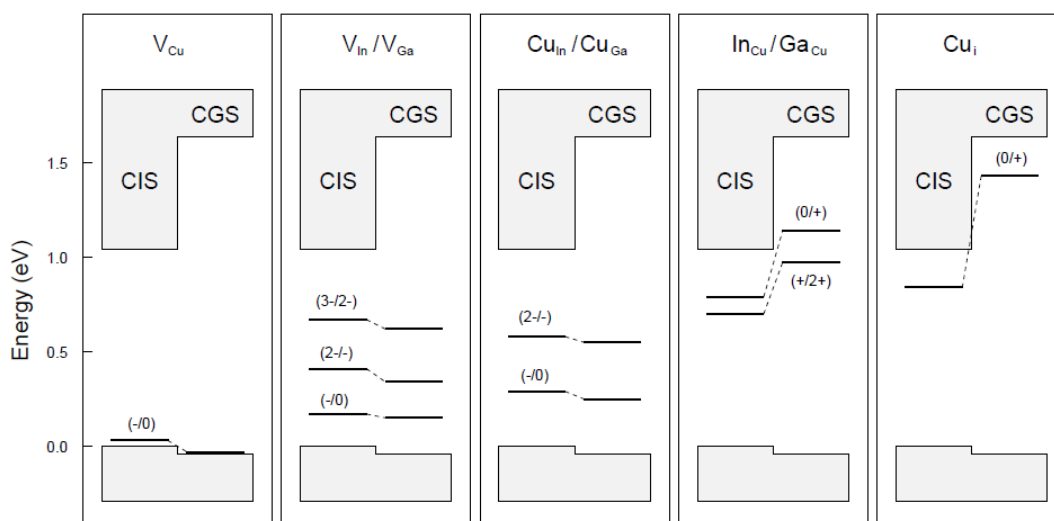 V_Cu
V_In / V_Ga
Cu_In / Cu_Ga
In_Cu / Ga_Cu
Cu_i
CGS
CGS
CGS
CGS
CGS
CIS
CIS
CIS
CIS
CIS
Energy (eV)
1.5
1.0
0.5
0.0
(-/0)
(3-/2-)
(2-/-)
(-/0)
(2-/-)
(-/0)
(0/+)
(+/2+)
(0/+)